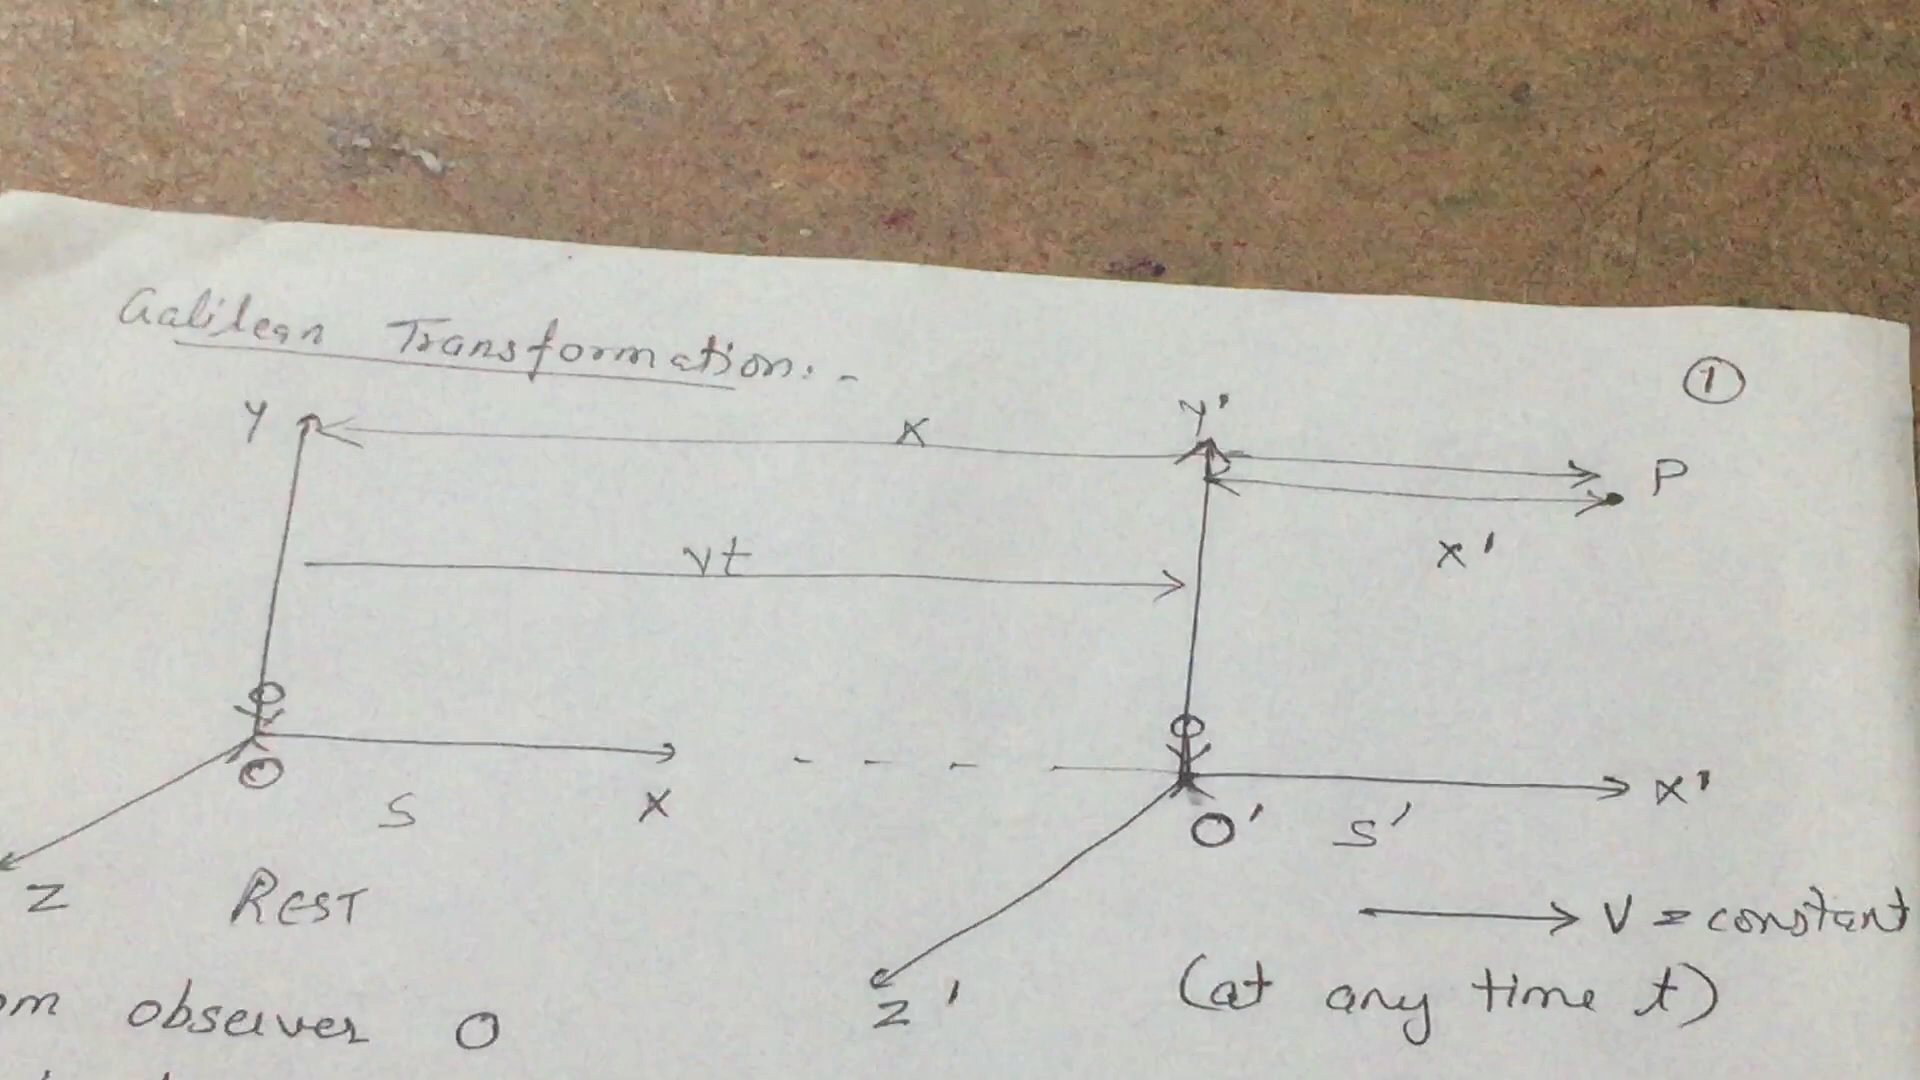 Galilean Transformation:-
1
Y
X
Y'
P
X'
vt
O
S
X
O'
S'
X'
Z
REST
V = constant
Z'
(at any time t)
observer O